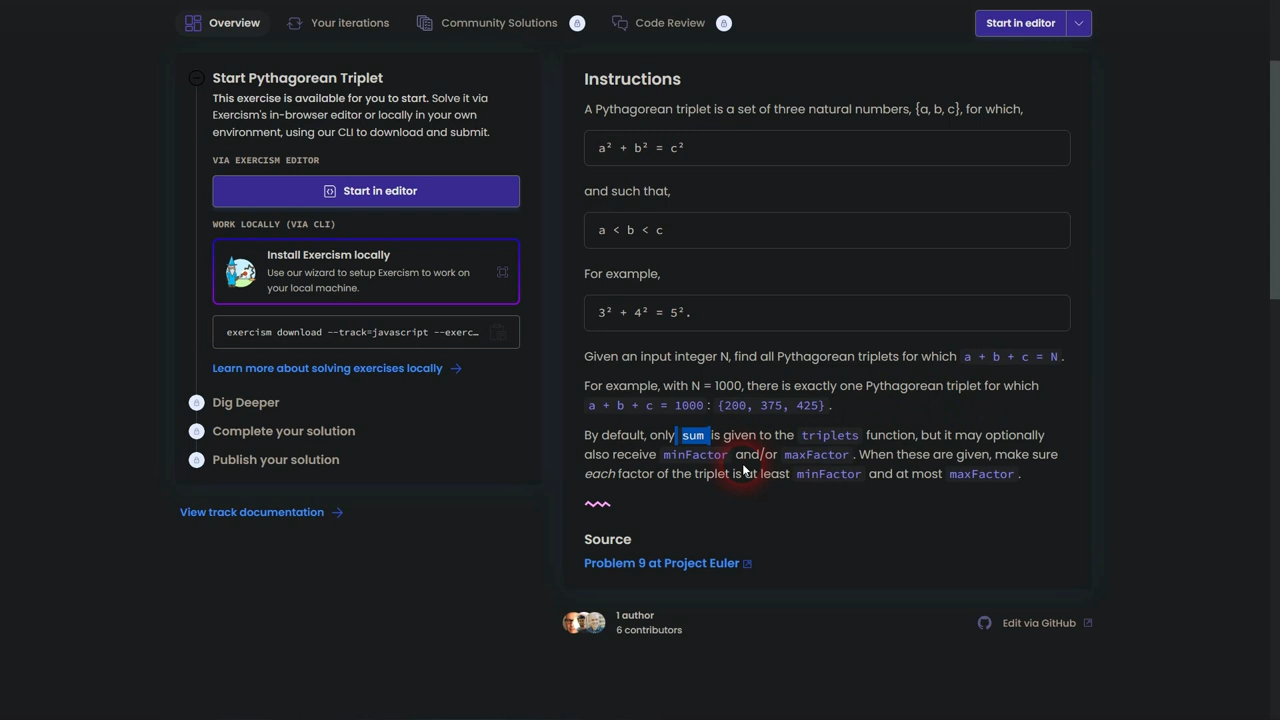 Overview
Your iterations
Community Solutions
Code Review
Start in editor
Start Pythagorean Triplet
This exercise is available for you to start. Solve it via
Exercism's in-browser editor or locally in your own
environment, using our CLI to download and submit.
VIA EXERCISM EDITOR
Start in editor
WORK LOCALLY (VIA CLI)
Install Exercism locally
Use our wizard to setup Exercism to work on
your local machine.
exercism download --track=javascript --exerc…
Learn more about solving exercises locally
Dig Deeper
Complete your solution
Publish your solution
View track documentation
Instructions
A Pythagorean triplet is a set of three natural numbers, {a, b, c}, for which,
a² + b² = c²
and such that,
a < b < c
For example,
3² + 4² = 5².
Given an input integer N, find all Pythagorean triplets for which a + b + c = N.
For example, with N = 1000, there is exactly one Pythagorean triplet for which
a + b + c = 1000: {200, 375, 425}.
By default, only sum is given to the triplets function, but it may optionally
also receive minFactor and/or maxFactor. When these are given, make sure
each factor of the triplet is at least minFactor and at most maxFactor.
Source
Problem 9 at Project Euler
1 author
6 contributors
Edit via GitHub